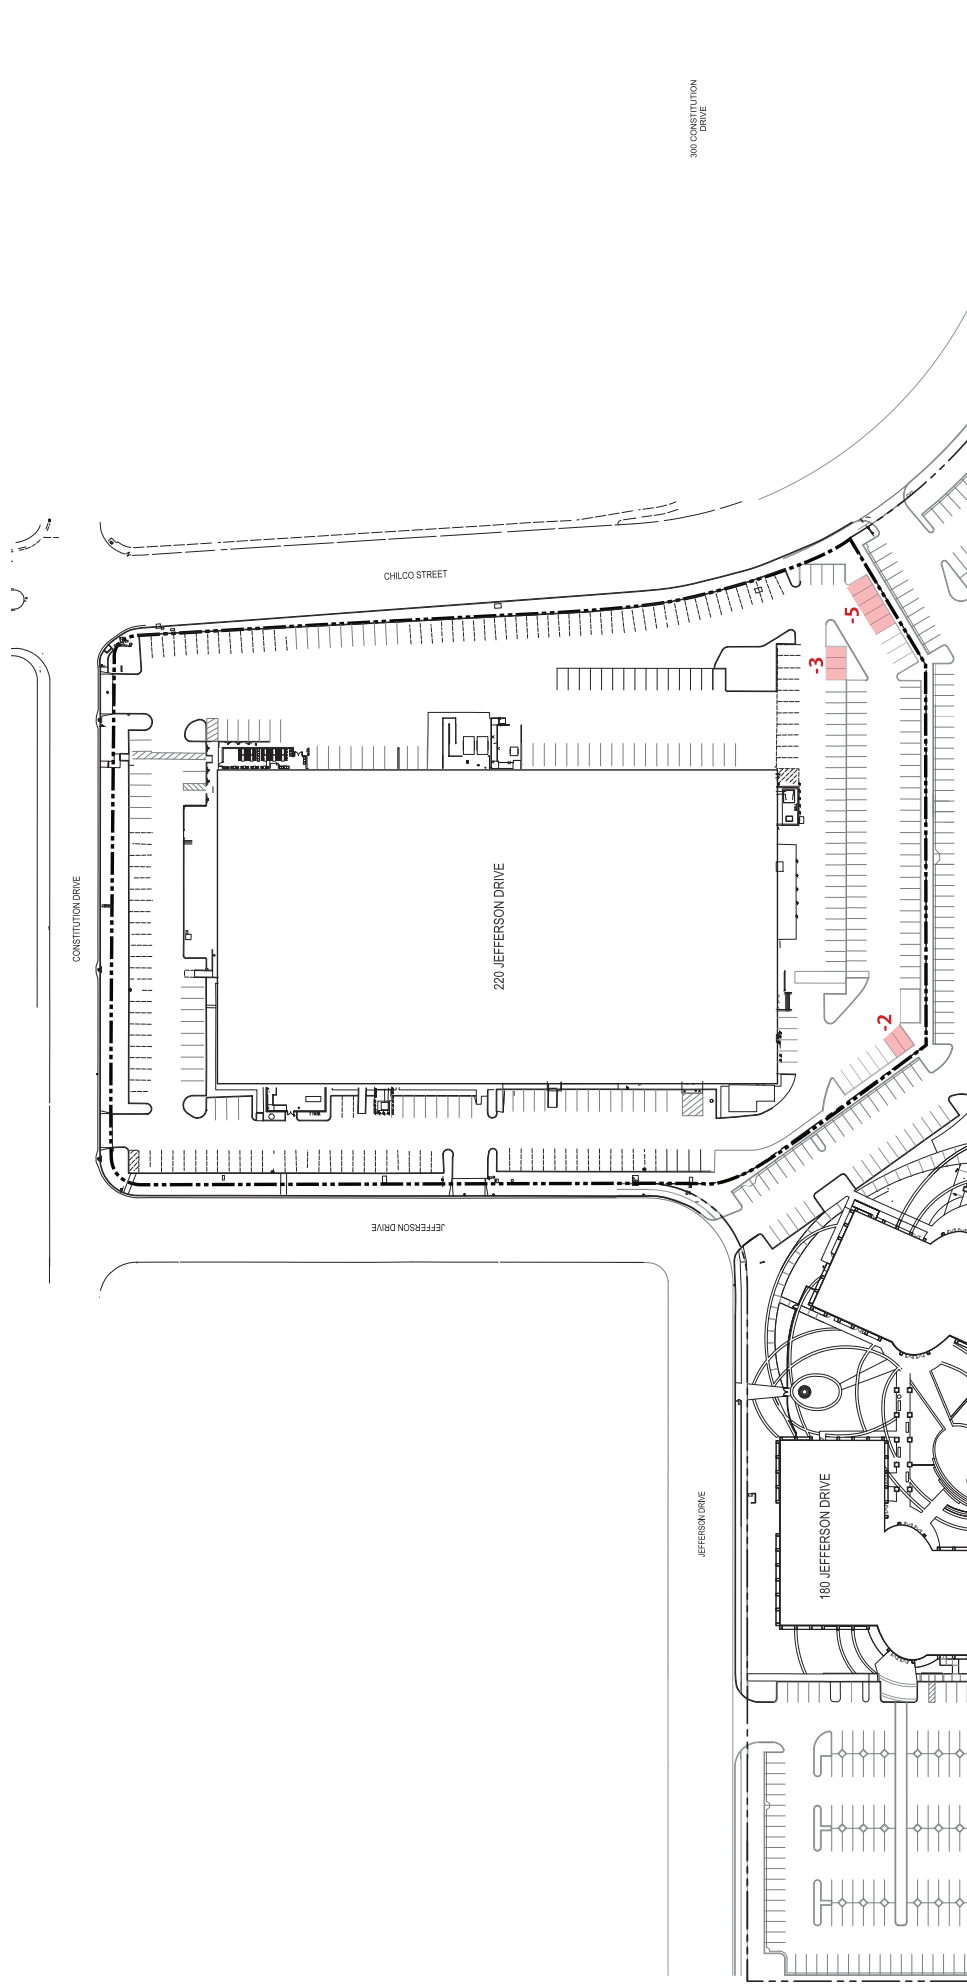 300 CONSTITUTION
DRIVE
CHILCO STREET
-5
-3
CONSTITUTION DRIVE
220 JEFFERSON DRIVE
-2
JEFFERSON DRIVE
JEFFERSON DRIVE
180 JEFFERSON DRIVE